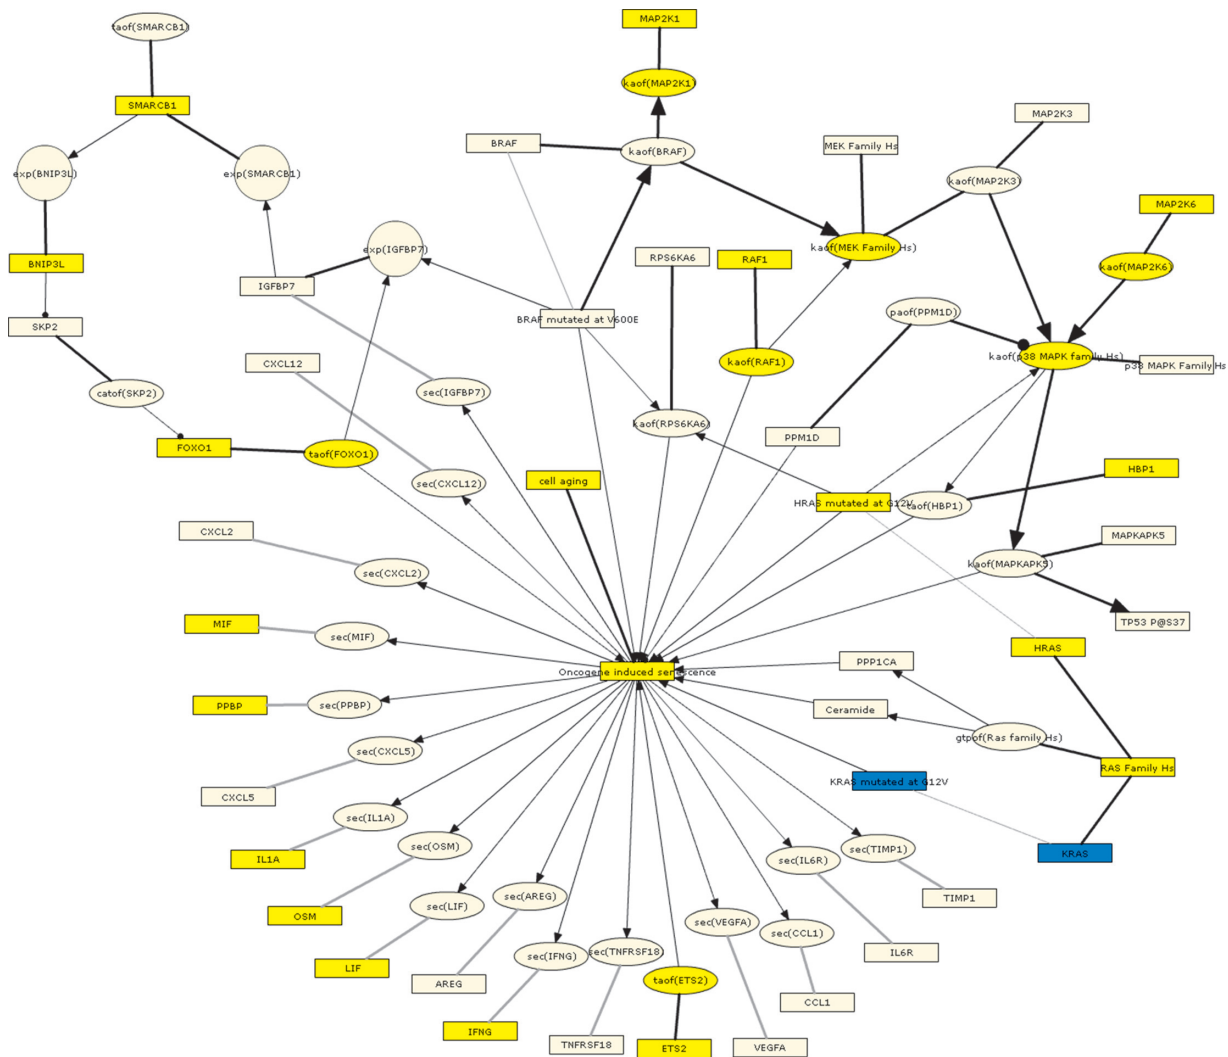 MAP2K1
taof(SMARCB1)
kaof(MAP2K1)
SMARCB1
MAP2K3
BRAF
MEK Family Hs
kaof(BRAF)
exp(BNIP3L)
exp(SMARCB1)
kaof(MAP2K3)
MAP2K6
exp(IGFBP7)
kaof(MEK Family Hs)
RPS6KA6
RAF1
BNIP3L
kaof(MAP2K6)
IGFBP7
paof(PPM1D)
BRAF mutated at V600E
SKP2
kaof(p38 MAPK family Hs)
CXCL12
kaof(RAF1)
p38 MAPK Family Hs
catof(SKP2)
sec(IGFBP7)
kaof(RPS6KA6)
PPM1D
FOXO1
taof(FOXO1)
HBP1
cell aging
sec(CXCL12)
HRAS mutated at G12V
taof(HBP1)
CXCL2
MAPKAPK5
kaof(MAPKAPK5)
sec(CXCL2)
TP53 P@S37
MIF
sec(MIF)
HRAS
PPP1CA
Oncogene induced senescence
PPBP
sec(PPBP)
Ceramide
gtpof(Ras family Hs)
sec(CXCL5)
RAS Family Hs
KRAS mutated at G12V
CXCL5
sec(IL1A)
sec(OSM)
sec(TIMP1)
KRAS
IL1A
sec(IL6R)
sec(AREG)
TIMP1
sec(LIF)
OSM
sec(VEGFA)
sec(CCL1)
sec(TNFRSF18)
IL6R
sec(IFNG)
LIF
taof(ETS2)
AREG
CCL1
IFNG
TNFRSF18
ETS2
VEGFA